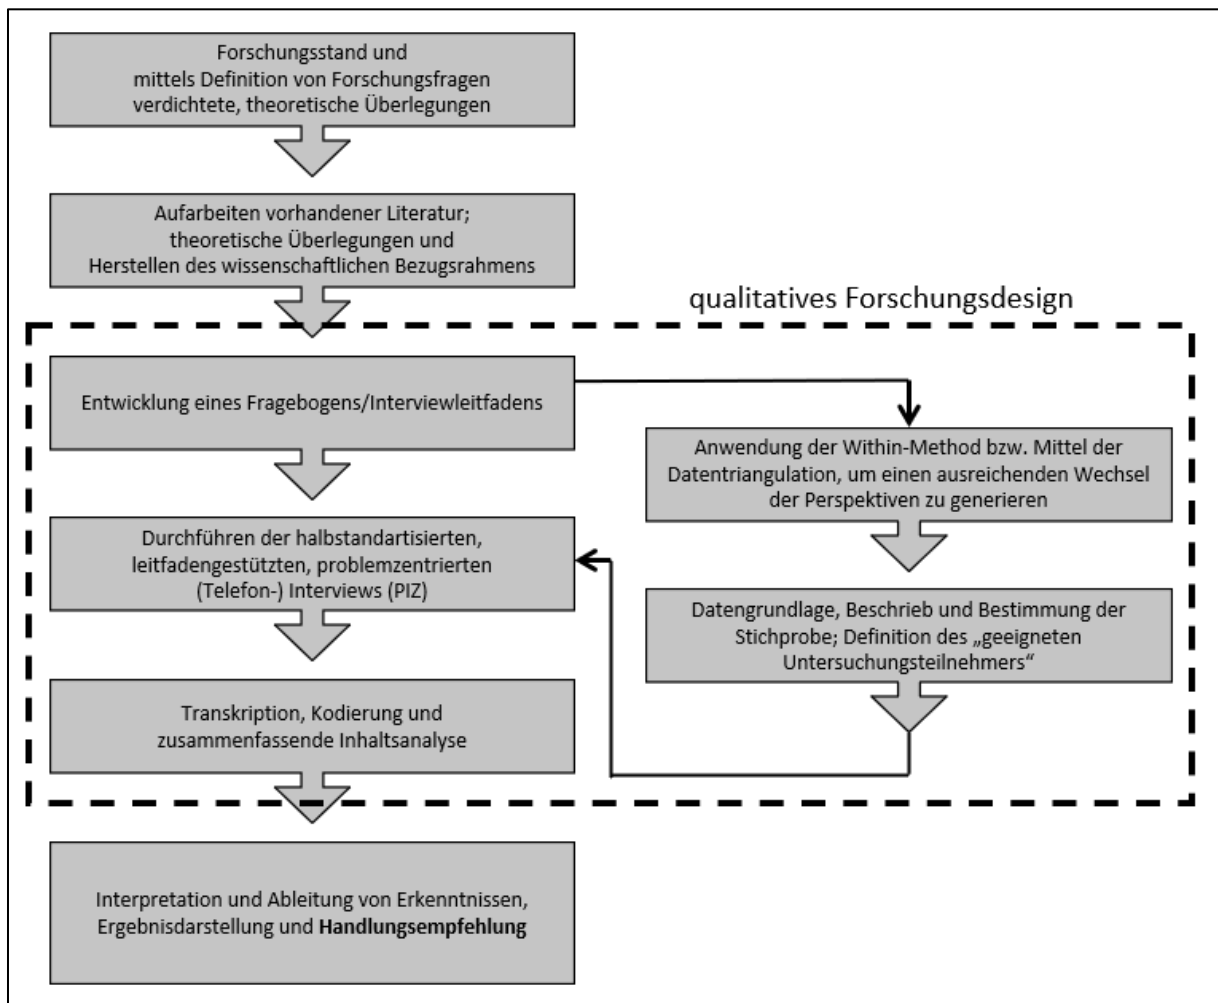 Forschungsstand und
mittels Definition von Forschungsfragen
verdichtete, theoretische Überlegungen
Aufarbeiten vorhandener Literatur;
theoretische Überlegungen und
Herstellen des wissenschaftlichen Bezugsrahmens
qualitatives Forschungsdesign
Entwicklung eines Fragebogens/Interviewleitfadens
Anwendung der Within-Method bzw. Mittel der
Datentriangulation, um einen ausreichenden Wechsel
der Perspektiven zu generieren
Datengrundlage, Beschrieb und Bestimmung der
Stichprobe; Definition des „geeigneten
Untersuchungsteilnehmers“
Durchführen der halbstandartisierten,
leitfadengestützten, problemzentrierten
(Telefon-) Interviews (PIZ)
Transkription, Kodierung und
zusammenfassende Inhaltsanalyse
Interpretation und Ableitung von Erkenntnissen,
Ergebnisdarstellung und Handlungsempfehlung